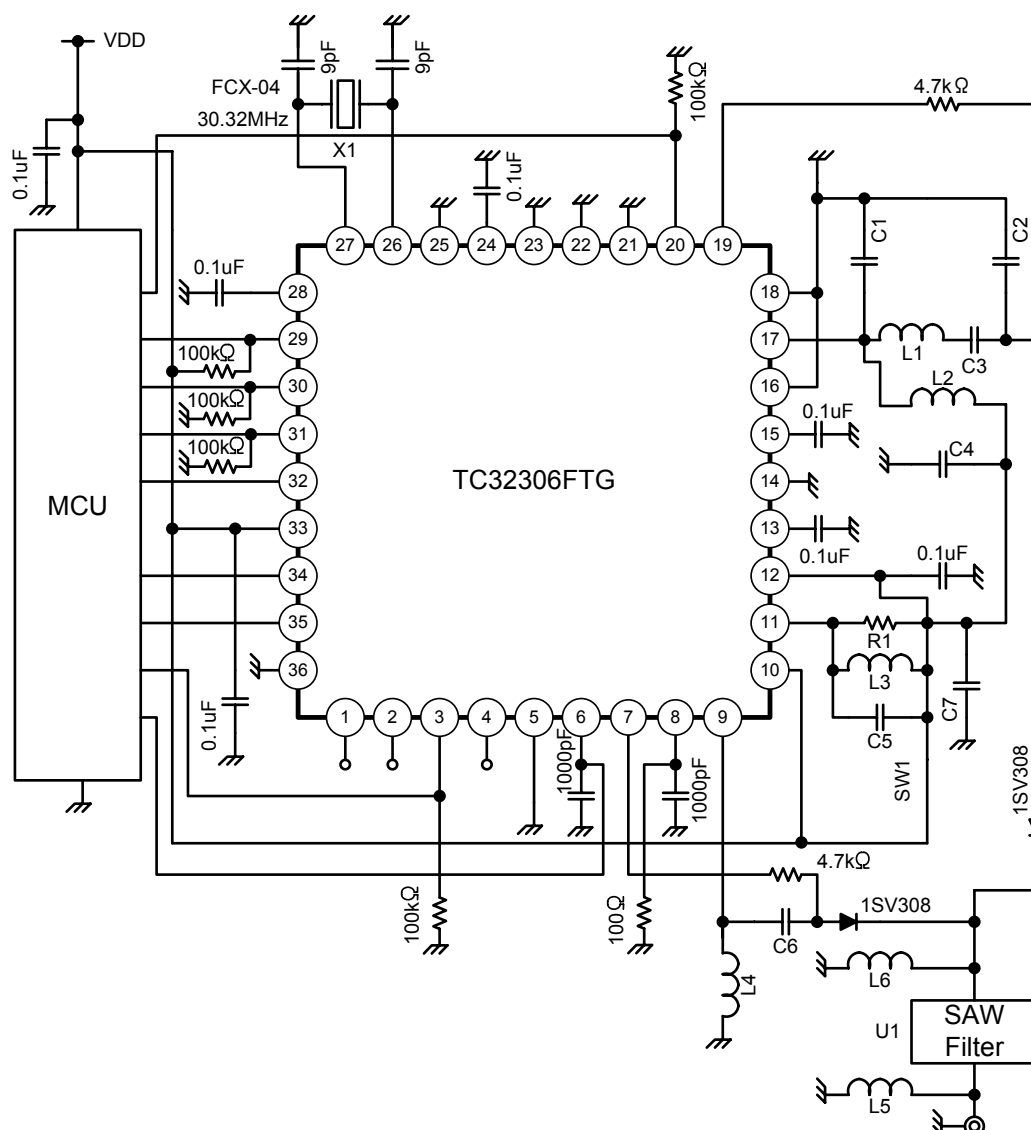 VDD
9pF
9pF
FCX-04
30.32MHz
X1
0.1uF
0.1uF
100kΩ
4.7kΩ
27
26
25
24
23
22
21
20
19
C1
C2
0.1uF
28
18
29
17
100kΩ
L1
C3
30
16
L2
100kΩ
0.1uF
31
15
100kΩ
C4
32
14
MCU
TC32306FTG
33
13
0.1uF
0.1uF
34
12
35
11
R1
36
10
L3
C7
0.1uF
C5
1
2
3
4
5
6
7
8
9
1000pF
1000pF
SW1
1SV308
4.7kΩ
100kΩ
100Ω
1SV308
C6
L6
L4
U1
SAW
Filter
L5